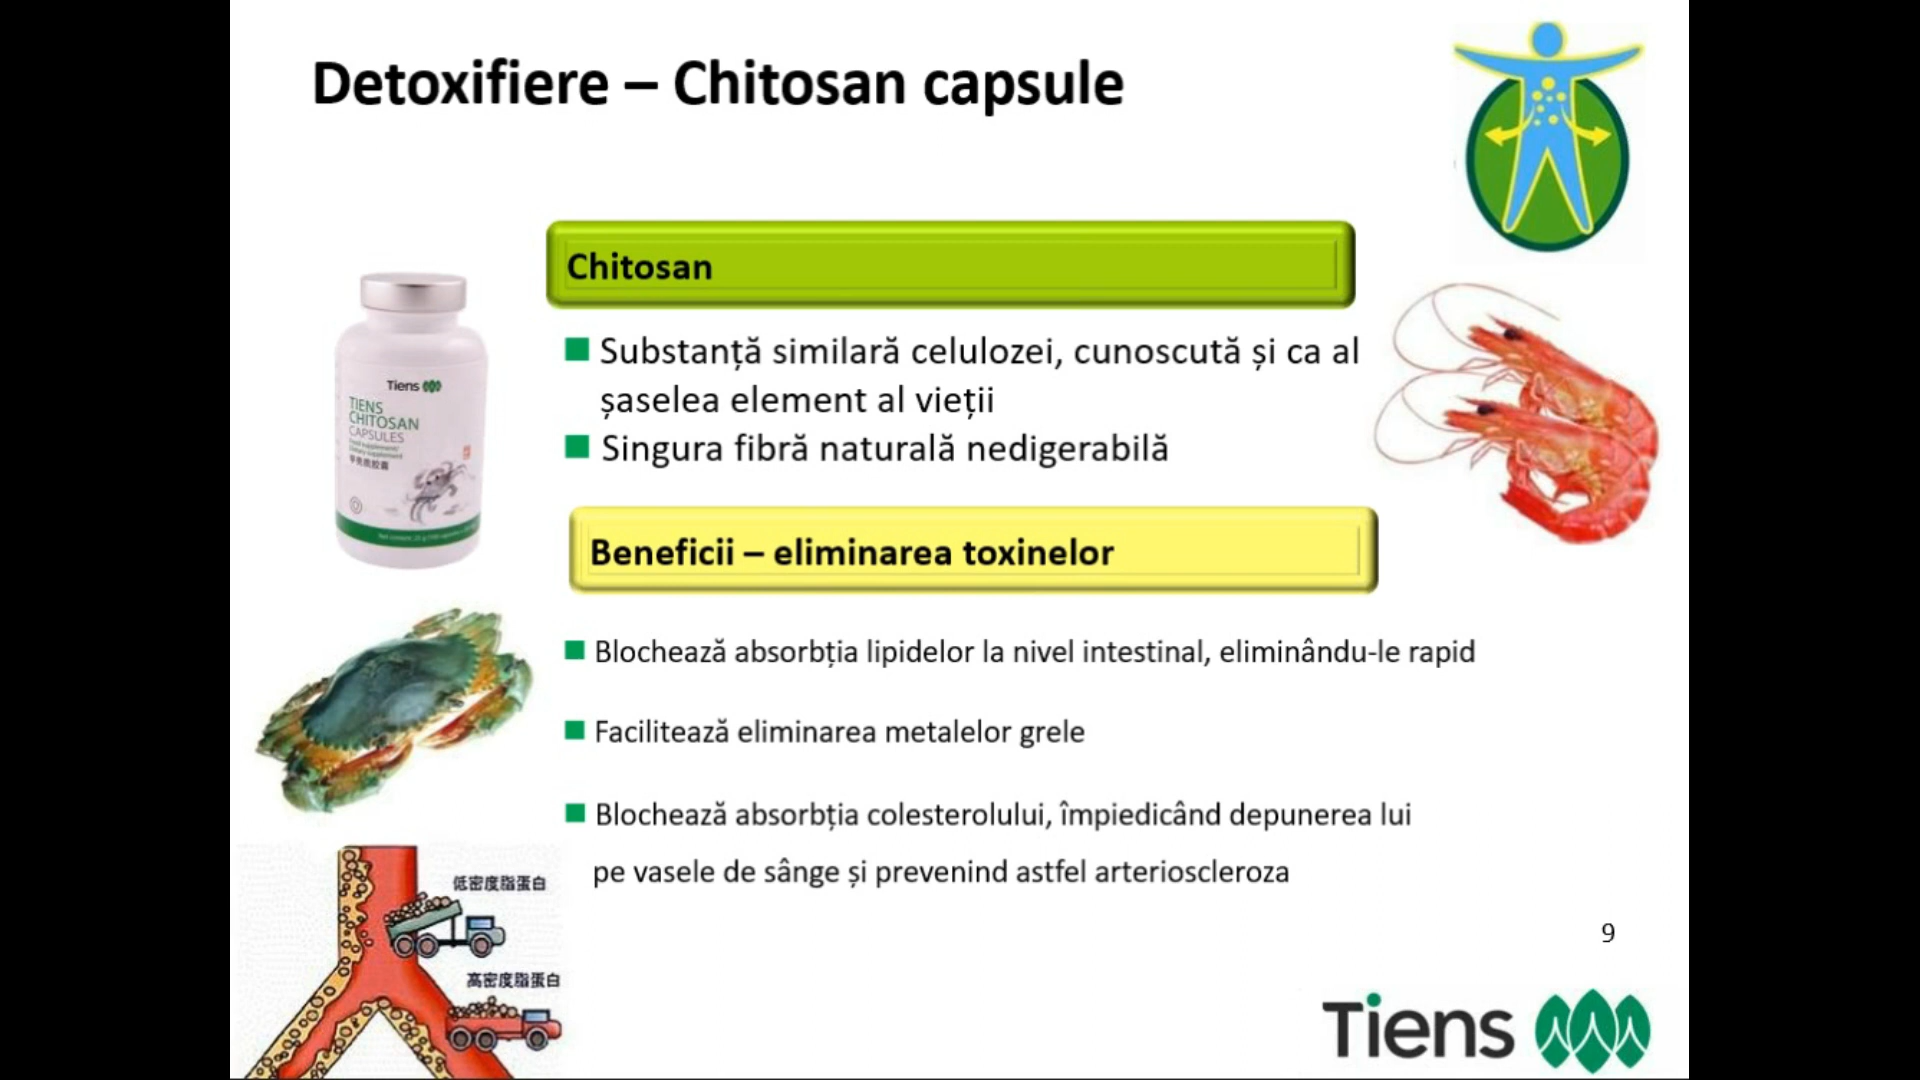 Detoxifiere – Chitosan capsule
Chitosan
Tiens
TIENS
CHITOSAN
CAPSULES
Substanță similară celulozei, cunoscută și ca al
șaselea element al vieții
Singura fibră naturală nedigerabilă
Beneficii – eliminarea toxinelor
Blochează absorbția lipidelor la nivel intestinal, eliminându-le rapid
Facilitează eliminarea metalelor grele
Blochează absorbția colesterolului, împiedicând depunerea lui
pe vasele de sânge și prevenind astfel arterioscleroza
低密度脂蛋白
高密度脂蛋白
9
Tiens